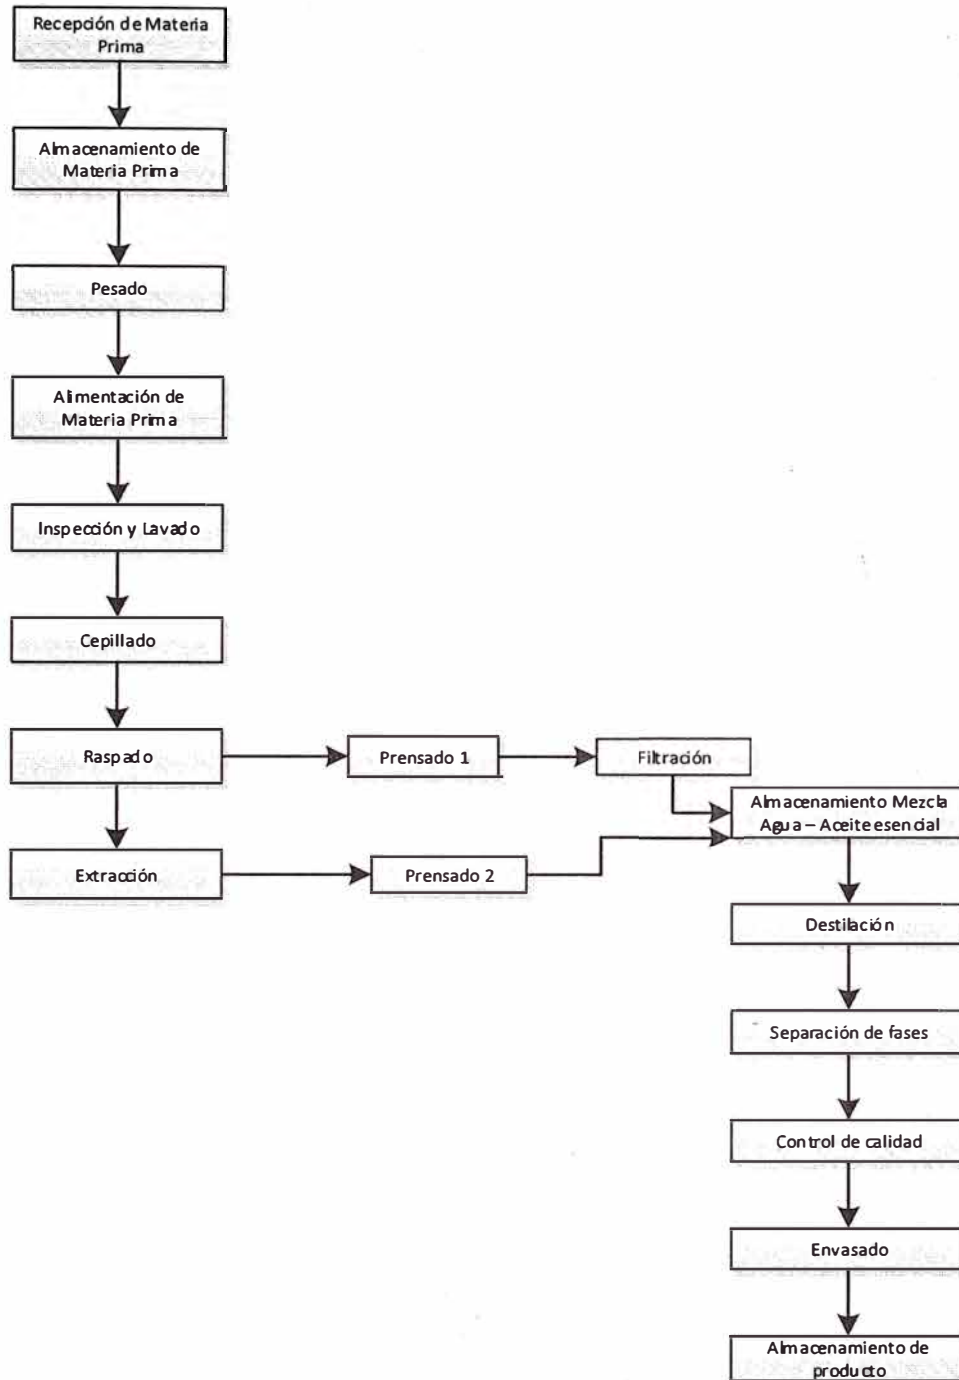 Recepción de Materia
Prima
Almacenamiento de
Materia Prima
Pesado
Alimentación de
Materia Prima
Inspección y Lavado
Cepillado
Raspado
Prensado 1
Filtración
Almacenamiento Mezcla
Agua – Aceite esencial
Extracción
Prensado 2
Destilación
Separación de fases
Control de calidad
Envasado
Almacenamiento de
producto